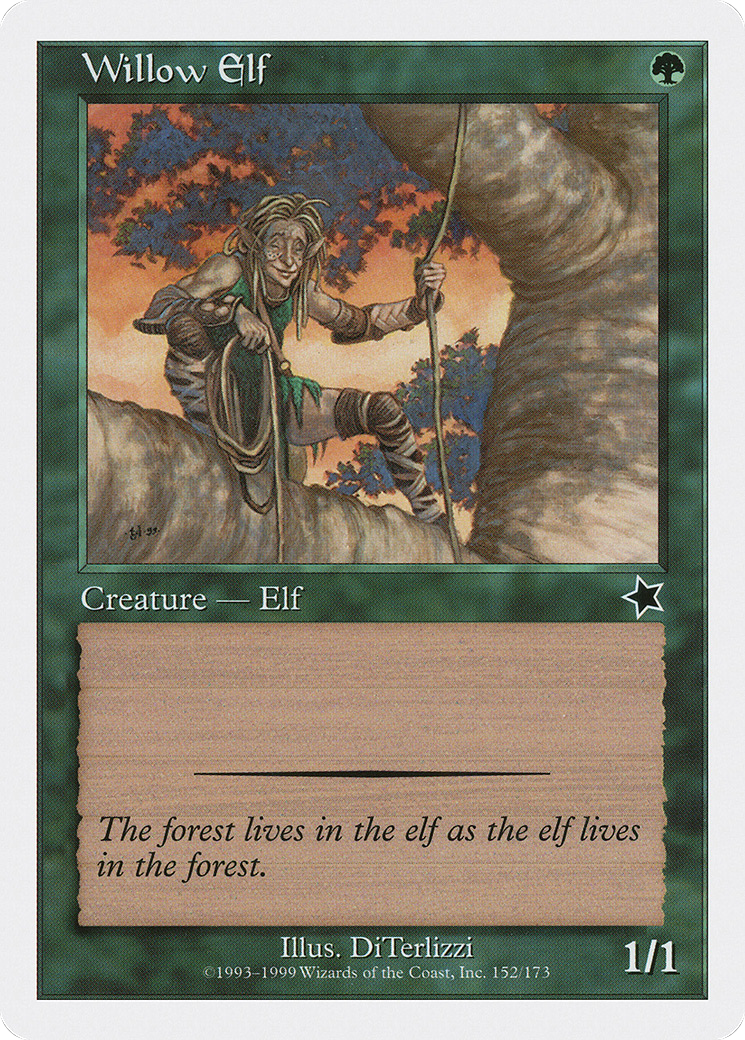 Willow Elf
Creature — Elf
The forest lives in the elf as the elf lives
in the forest.
Illus. DiTerlizzi
©1993–1999 Wizards of the Coast, Inc. 152/173
1/1